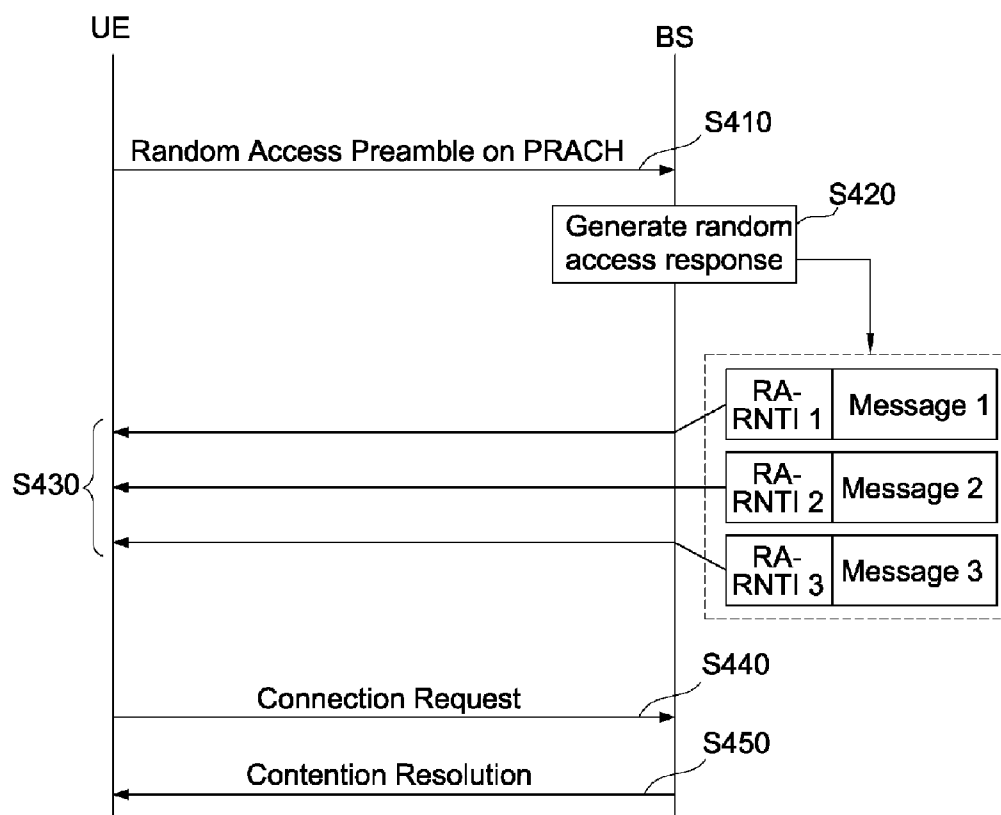 UE
BS
S410
Random Access Preamble on PRACH
S420
Generate random
access response
RA-
RNTI 1
Message 1
S430
RA-
RNTI 2
Message 2
RA-
RNTI 3
Message 3
S440
Connection Request
S450
Contention Resolution